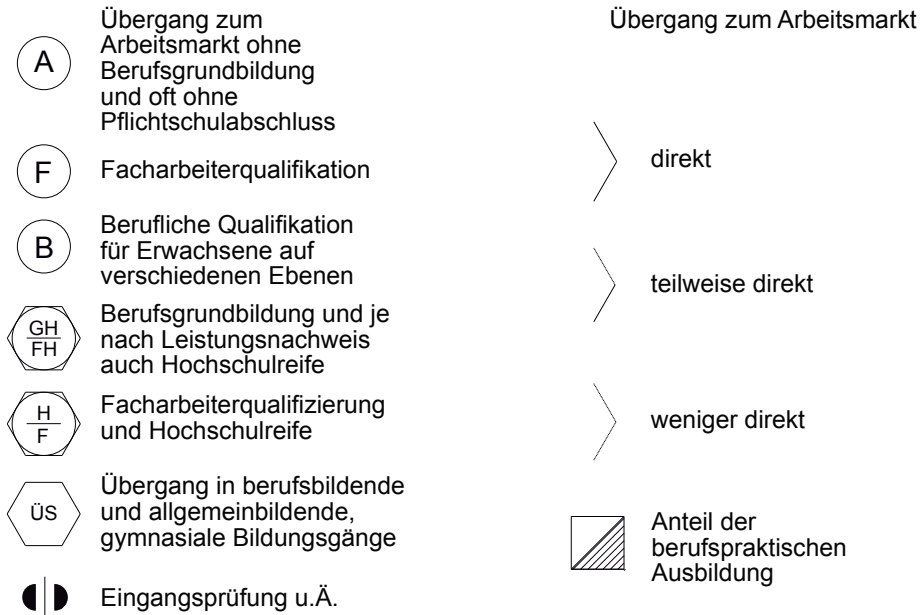 Übergang zum
Arbeitsmarkt ohne
Berufsgrundbildung
und oft ohne
Pflichtschulabschluss
A
F
Facharbeiterqualifikation
B
Berufliche Qualifikation
für Erwachsene auf
verschiedenen Ebenen
GH
FH
Berufsgrundbildung und je
nach Leistungsnachweis
auch Hochschulreife
H
F
Facharbeiterqualifizierung
und Hochschulreife
ÜS
Übergang in berufsbildende
und allgemeinbildende,
gymnasiale Bildungsgänge
Eingangsprüfung u.Ä.
Übergang zum Arbeitsmarkt
direkt
teilweise direkt
weniger direkt
Anteil der
berufspraktischen
Ausbildung